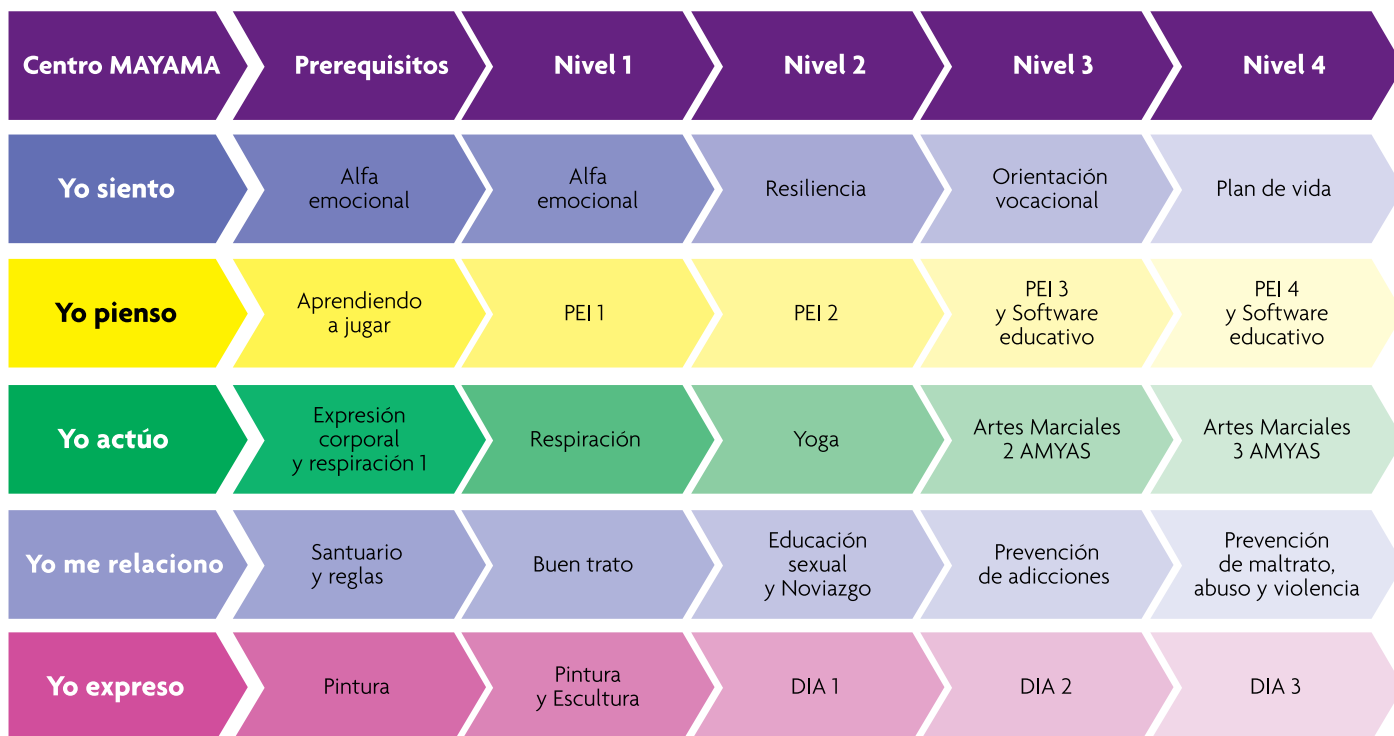 Centro MAYAMA
Prerequisitos
Nivel 1
Nivel 2
Nivel 3
Nivel 4
Yo siento
Alfa
emocional
Alfa
emocional
Resiliencia
Orientación
vocacional
Plan de vida
Yo pienso
Aprendiendo
a jugar
PEI 1
PEI 2
PEI 3
y Software
educativo
PEI 4
y Software
educativo
Yo actúo
Expresión
corporal
y respiración 1
Respiración
Yoga
Artes Marciales
2 AMYAS
Artes Marciales
3 AMYAS
Yo me relaciono
Santuario
y reglas
Buen trato
Educación
sexual
y Noviazgo
Prevención
de adicciones
Prevención
de maltrato,
abuso y violencia
Yo expreso
Pintura
Pintura
y Escultura
DIA 1
DIA 2
DIA 3